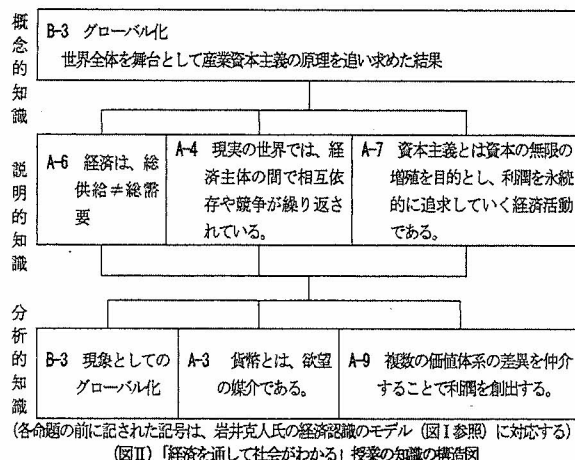 概念的知識
B-3 グローバル化
世界全体を舞台として産業資本主義の原理を追い求めた結果
説明的知識
A-6 経済は、総
供給≠総需
要
A-4 現実の世界では、経
済主体の間で相互依
存や競争が繰り返さ
れている。
A-7 資本主義とは資本の無限の
増殖を目的とし、利潤を永続
的に追求していく経済活動
である。
分析的知識
B-3 現象としての
グローバル化
A-3 貨幣とは、欲望
の媒介である。
A-9 複数の価値体系の差異を仲介
することで利潤を創出する。
(各命題の前に記された記号は、岩井克人氏の経済認識のモデル(図Ⅰ参照)に対応する)
(図Ⅱ)「経済を通して社会がわかる」授業の知識の構造図